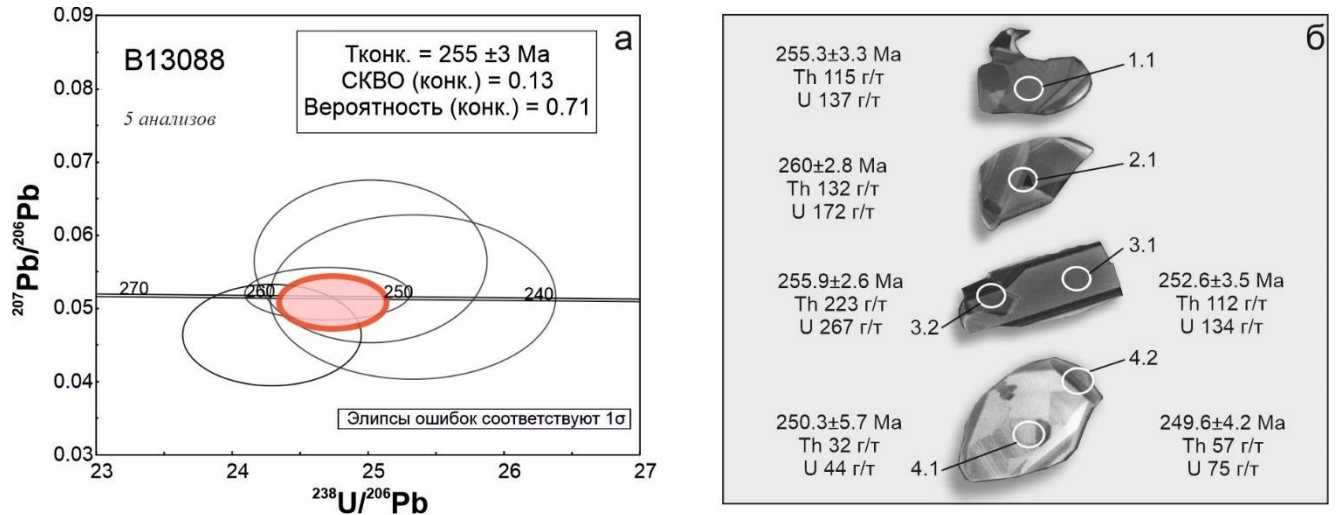 а
B13088
5 анализов
Тконк. = 255 ±3 Ma
СКВО (конк.) = 0.13
Вероятность (конк.) = 0.71
0.09
0.08
0.07
0.06
0.05
0.04
0.03
207Pb/206Pb
270
260
250
240
Элипсы ошибок соответствуют 1σ
23
24
25
26
27
238U/206Pb
б
255.3±3.3 Ma
Th 115 г/т
U 137 г/т
1.1
260±2.8 Ma
Th 132 г/т
U 172 г/т
2.1
255.9±2.6 Ma
Th 223 г/т
U 267 г/т
3.2
3.1
252.6±3.5 Ma
Th 112 г/т
U 134 г/т
250.3±5.7 Ma
Th 32 г/т
U 44 г/т
4.1
4.2
249.6±4.2 Ma
Th 57 г/т
U 75 г/т